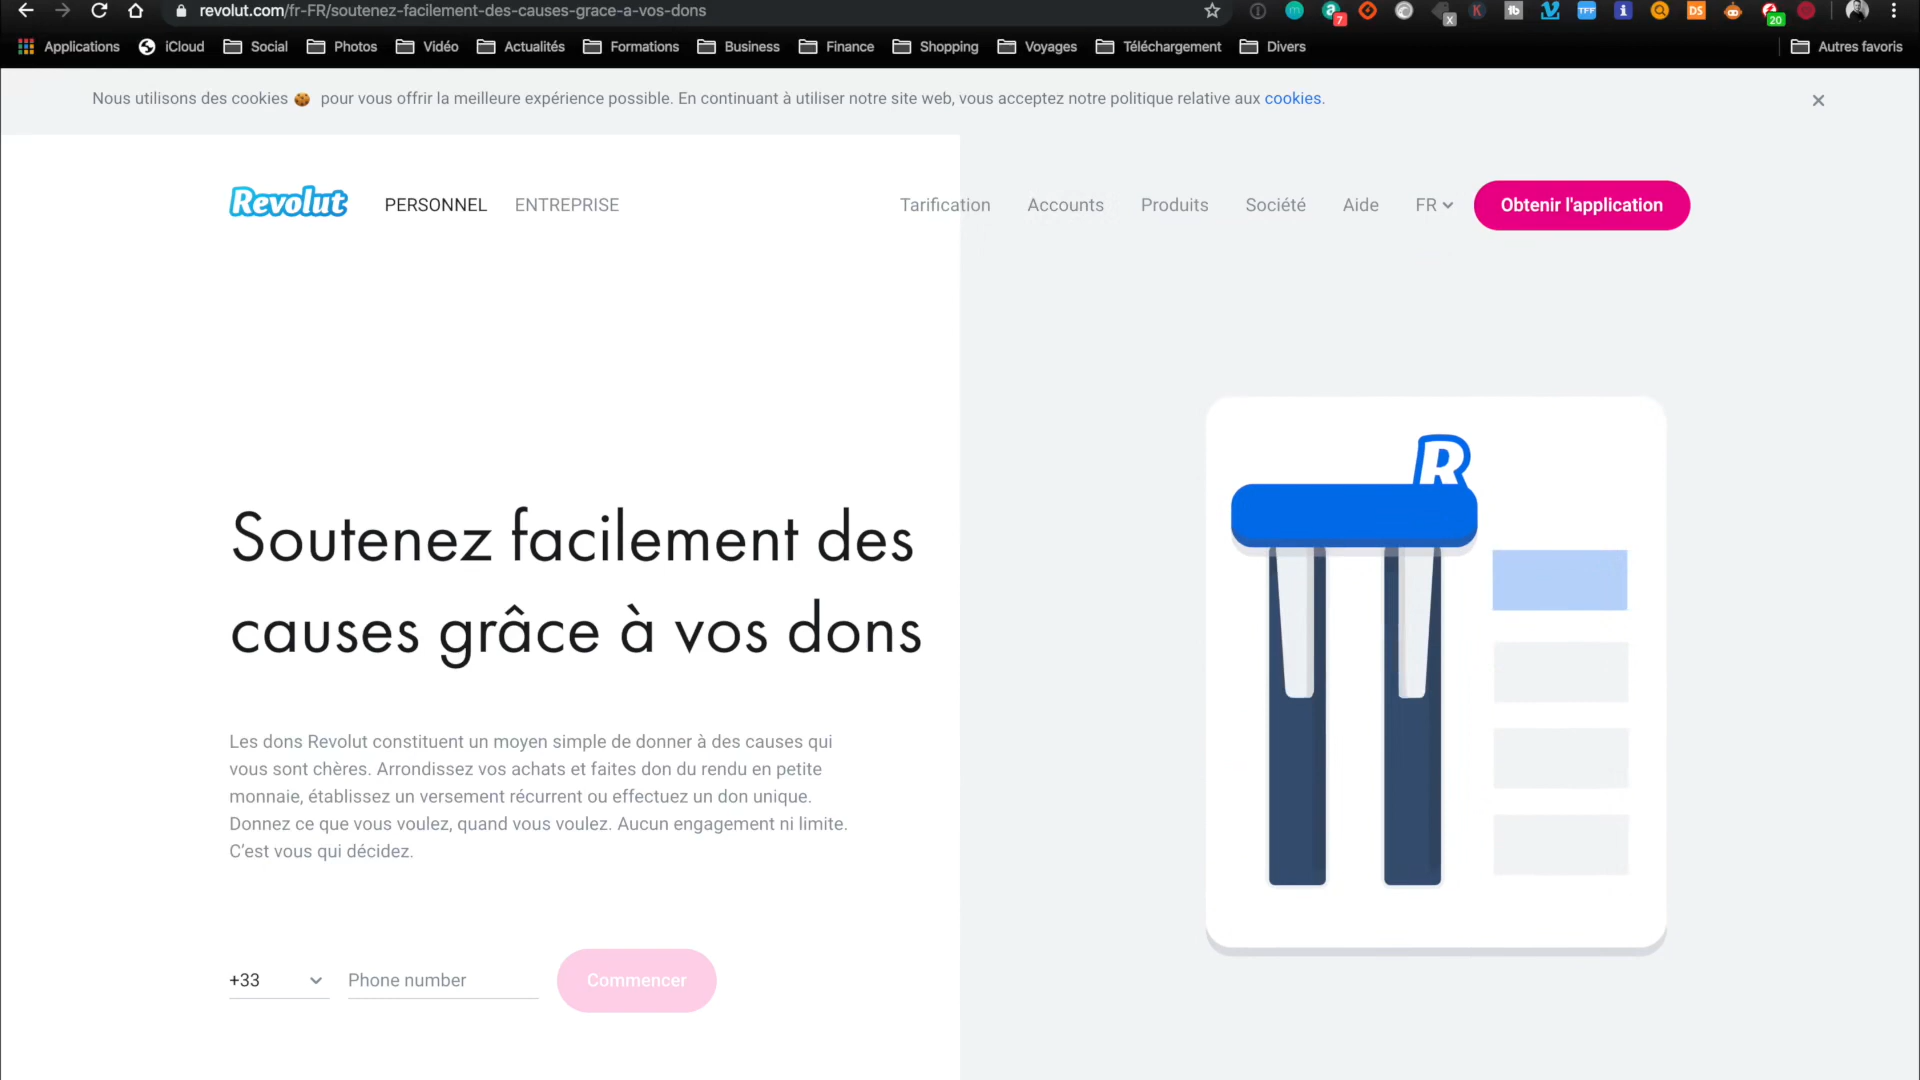 revolut.com/fr-FR/soutenez-facilement-des-causes-grace-a-vos-dons
7
x
K
tb
TFF
i
DS
20
Applications
iCloud
Social
Photos
Vidéo
Actualités
Formations
Business
Finance
Shopping
Voyages
Téléchargement
Divers
Autres favoris
Nous utilisons des cookies 🍪 pour vous offrir la meilleure expérience possible. En continuant à utiliser notre site web, vous acceptez notre politique relative aux cookies.
Revolut
PERSONNEL
ENTREPRISE
Tarification
Accounts
Produits
Société
Aide
FR
Obtenir l'application
R
Soutenez facilement des
causes grâce à vos dons
Les dons Revolut constituent un moyen simple de donner à des causes qui
vous sont chères. Arrondissez vos achats et faites don du rendu en petite
monnaie, établissez un versement récurrent ou effectuez un don unique.
Donnez ce que vous voulez, quand vous voulez. Aucun engagement ni limite.
C’est vous qui décidez.
+33
Phone number
Commencer